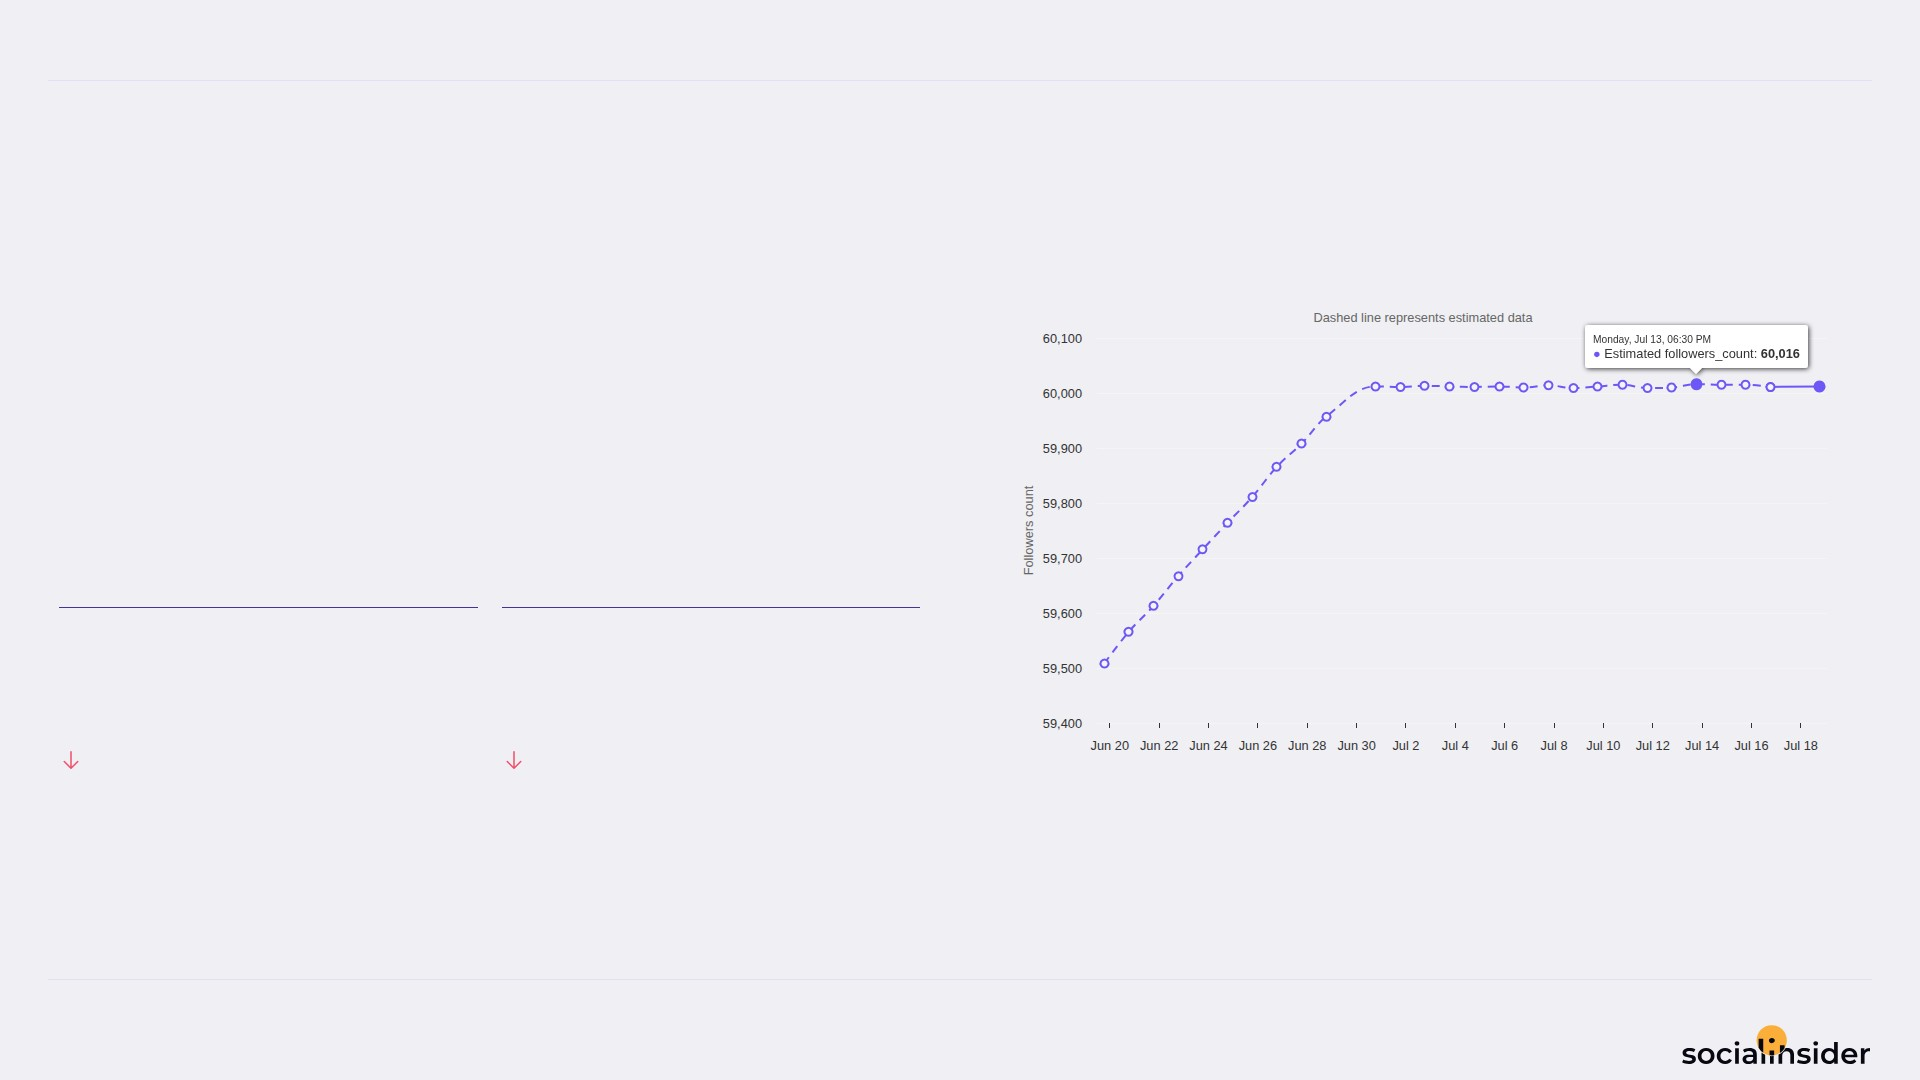 Dashed line represents estimated data
Monday, Jul 13, 06:30 PM
● Estimated followers_count: 60,016
60,100
60,000
59,900
59,800
59,700
59,600
59,500
59,400
Followers count
Jun 20 Jun 22 Jun 24 Jun 26 Jun 28 Jun 30 Jul 2 Jul 4 Jul 6 Jul 8 Jul 10 Jul 12 Jul 14 Jul 16 Jul 18
socialinsider